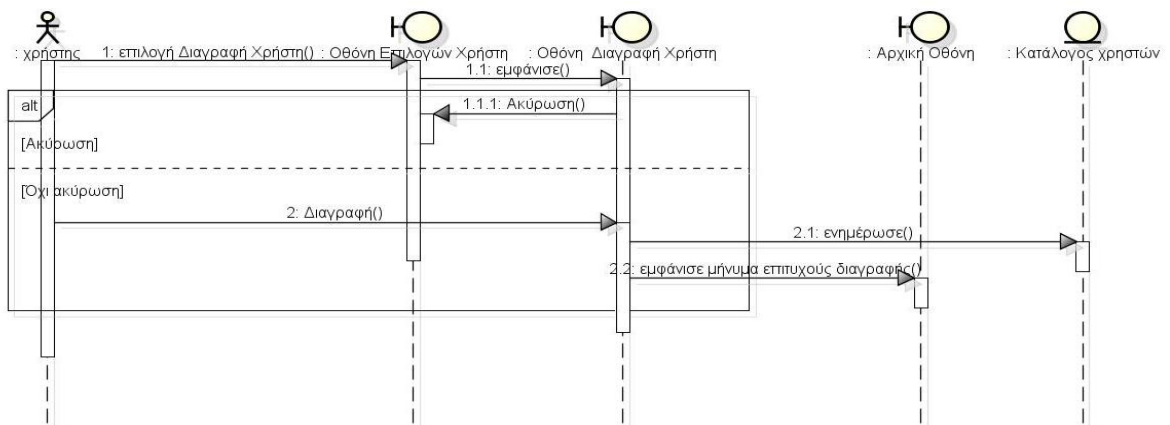 : χρήστης
1: επιλογή Διαγραφή Χρήστη()
: Οθόνη Επιλογών Χρήστη
: Οθόνη Διαγραφή Χρήστη
: Αρχική Οθόνη
: Κατάλογος χρηστών
1.1: εμφάνισε()
alt
1.1.1: Ακύρωση()
[Ακύρωση]
[Όχι ακύρωση]
2: Διαγραφή()
2.1: ενημέρωσε()
2.2: εμφάνισε μήνυμα επιτυχούς διαγραφής()